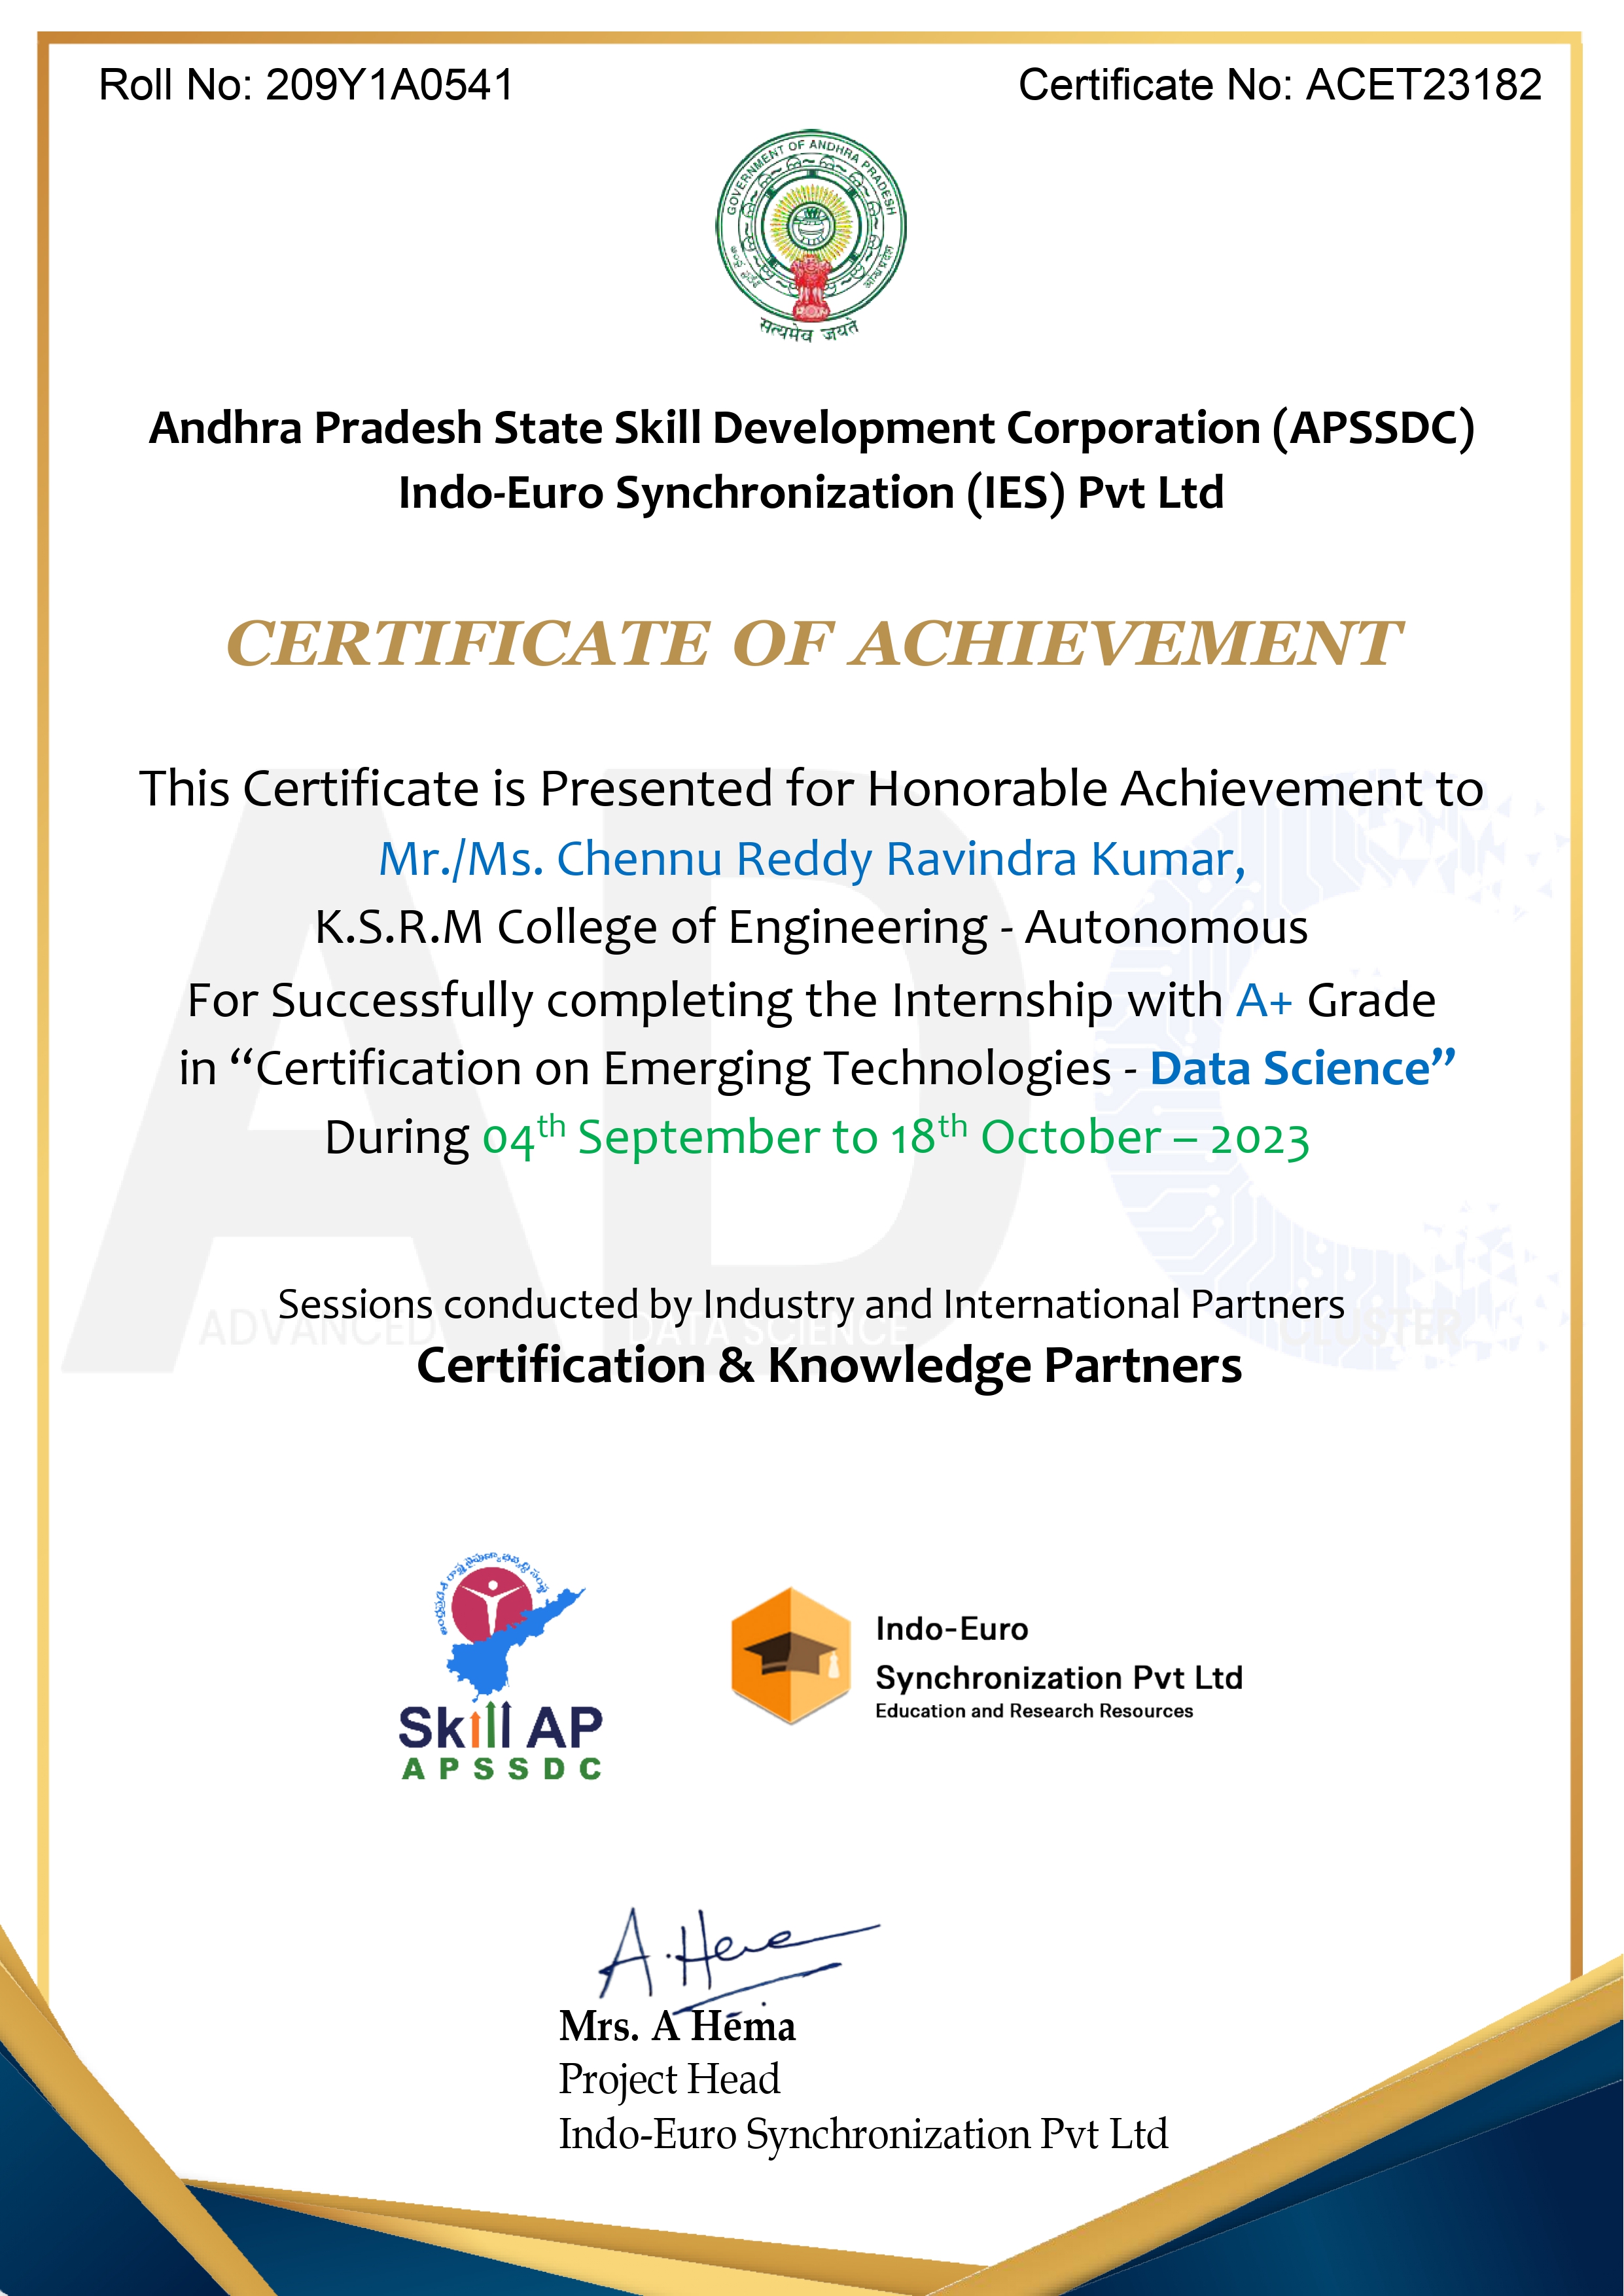 Roll No: 209Y1A0541
Certificate No: ACET23182
GOVERNMENT OF ANDHRA PRADESH
सत्यमेव जयते
Andhra Pradesh State Skill Development Corporation (APSSDC)
Indo-Euro Synchronization (IES) Pvt Ltd
CERTIFICATE OF ACHIEVEMENT
This Certificate is Presented for Honorable Achievement to
Mr./Ms. Chennu Reddy Ravindra Kumar,
K.S.R.M College of Engineering - Autonomous
For Successfully completing the Internship with A+ Grade
in “Certification on Emerging Technologies - Data Science”
During 04th September to 18th October – 2023
ADC
Sessions conducted by Industry and International Partners
ADVANCED DATA SCIENCE CLUSTER
Certification & Knowledge Partners
Skill AP
APSSDC
Indo-Euro
Synchronization Pvt Ltd
Education and Research Resources
A.Hema
Mrs. A Hema
Project Head
Indo-Euro Synchronization Pvt Ltd